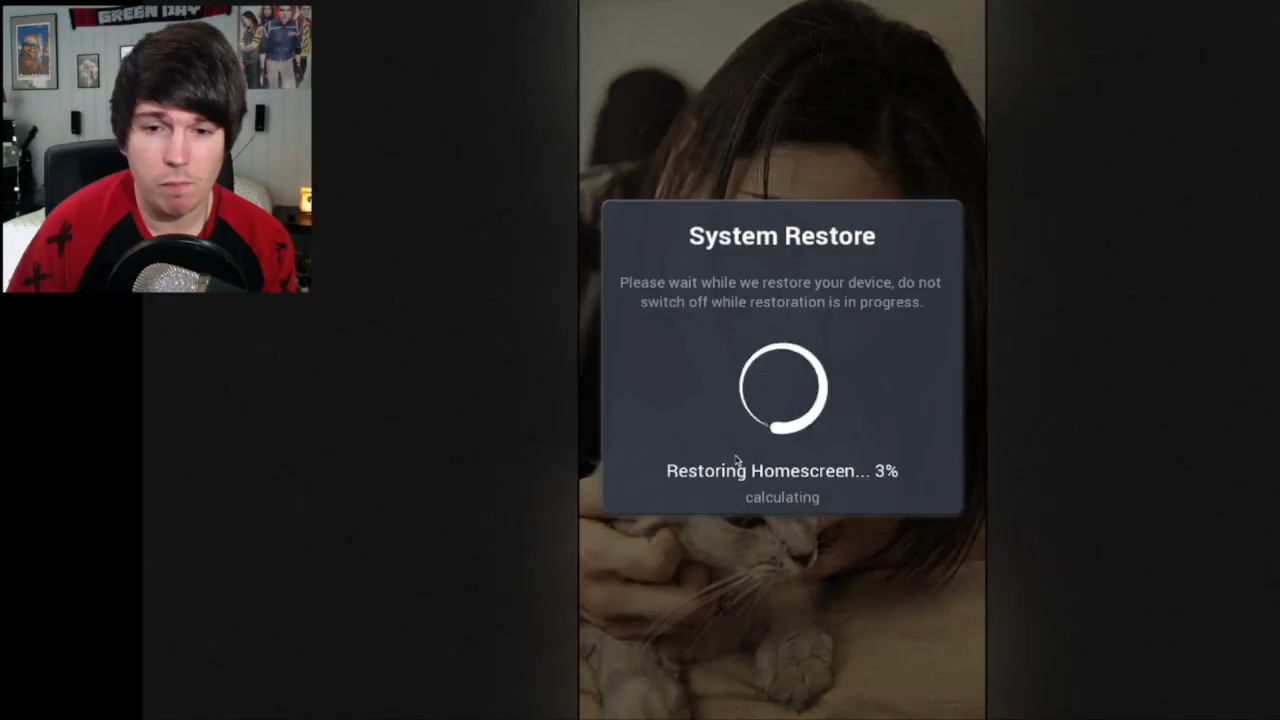 GREEN DAY
System Restore
Please wait while we restore your device, do not
switch off while restoration is in progress.
Restoring Homescreen... 3%
calculating